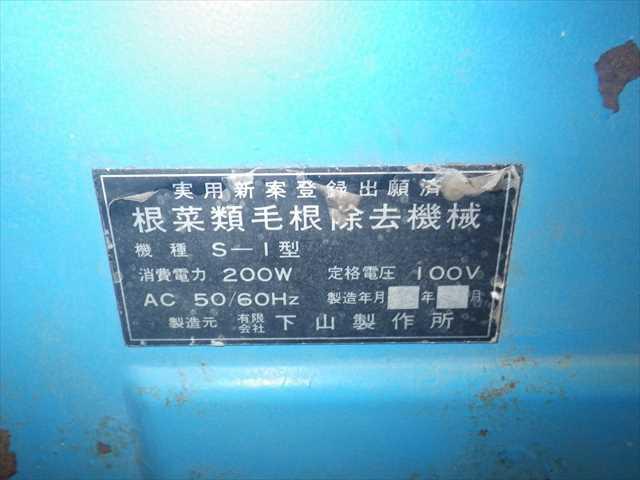 実用新案登録出願済
根菜類毛根除去機械
機種 S-1型
消費電力 200W 定格電圧 100V
AC 50/60Hz 製造年月 年 月
製造元 有限会社 下山製作所